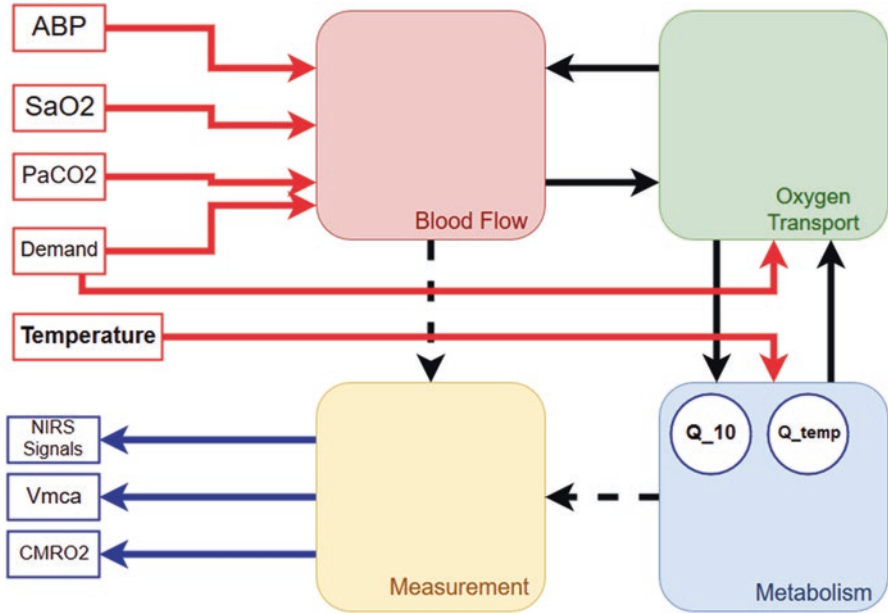 ABP
SaO2
PaCO2
Demand
Temperature
Blood Flow
Oxygen
Transport
NIRS
Signals
Vmca
CMRO2
Measurement
Q_10
Q_temp
Metabolism